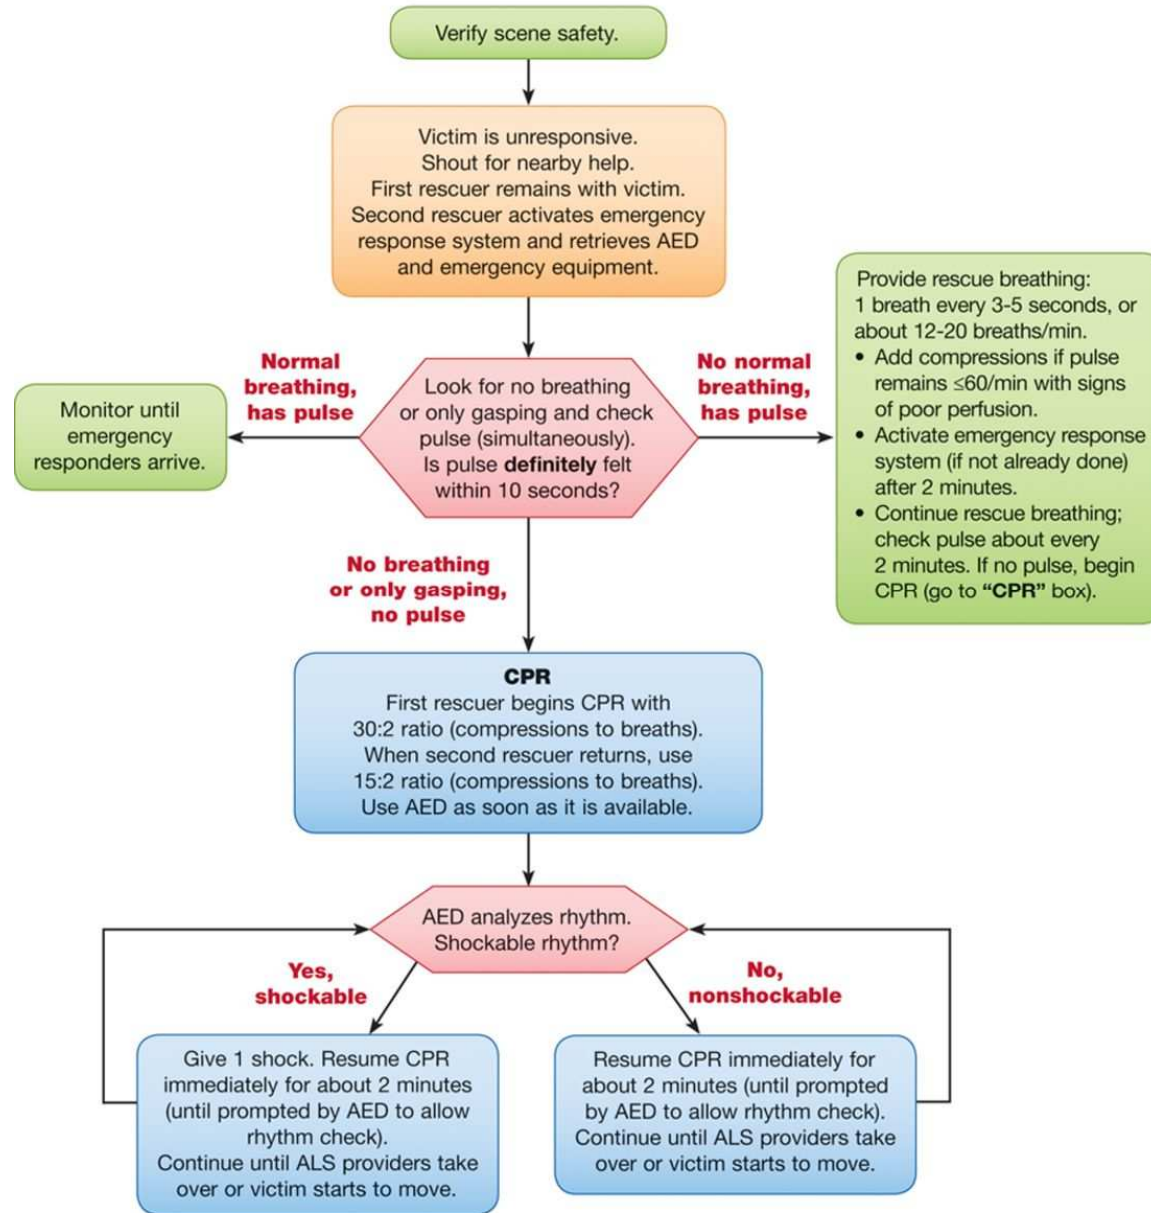 Verify scene safety.
Victim is unresponsive.
Shout for nearby help.
First rescuer remains with victim.
Second rescuer activates emergency
response system and retrieves AED
and emergency equipment.
Normal
breathing,
has pulse
Monitor until
emergency
responders arrive.
Look for no breathing
or only gasping and check
pulse (simultaneously).
Is pulse definitely felt
within 10 seconds?
No normal
breathing,
has pulse
Provide rescue breathing:
1 breath every 3-5 seconds, or
about 12-20 breaths/min.
• Add compressions if pulse
remains ≤60/min with signs
of poor perfusion.
• Activate emergency response
system (if not already done)
after 2 minutes.
• Continue rescue breathing;
check pulse about every
2 minutes. If no pulse, begin
CPR (go to “CPR” box).
No breathing
or only gasping,
no pulse
CPR
First rescuer begins CPR with
30:2 ratio (compressions to breaths).
When second rescuer returns, use
15:2 ratio (compressions to breaths).
Use AED as soon as it is available.
AED analyzes rhythm.
Shockable rhythm?
Yes,
shockable
No,
nonshockable
Give 1 shock. Resume CPR
immediately for about 2 minutes
(until prompted by AED to allow
rhythm check).
Continue until ALS providers take
over or victim starts to move.
Resume CPR immediately for
about 2 minutes (until prompted
by AED to allow rhythm check).
Continue until ALS providers take
over or victim starts to move.